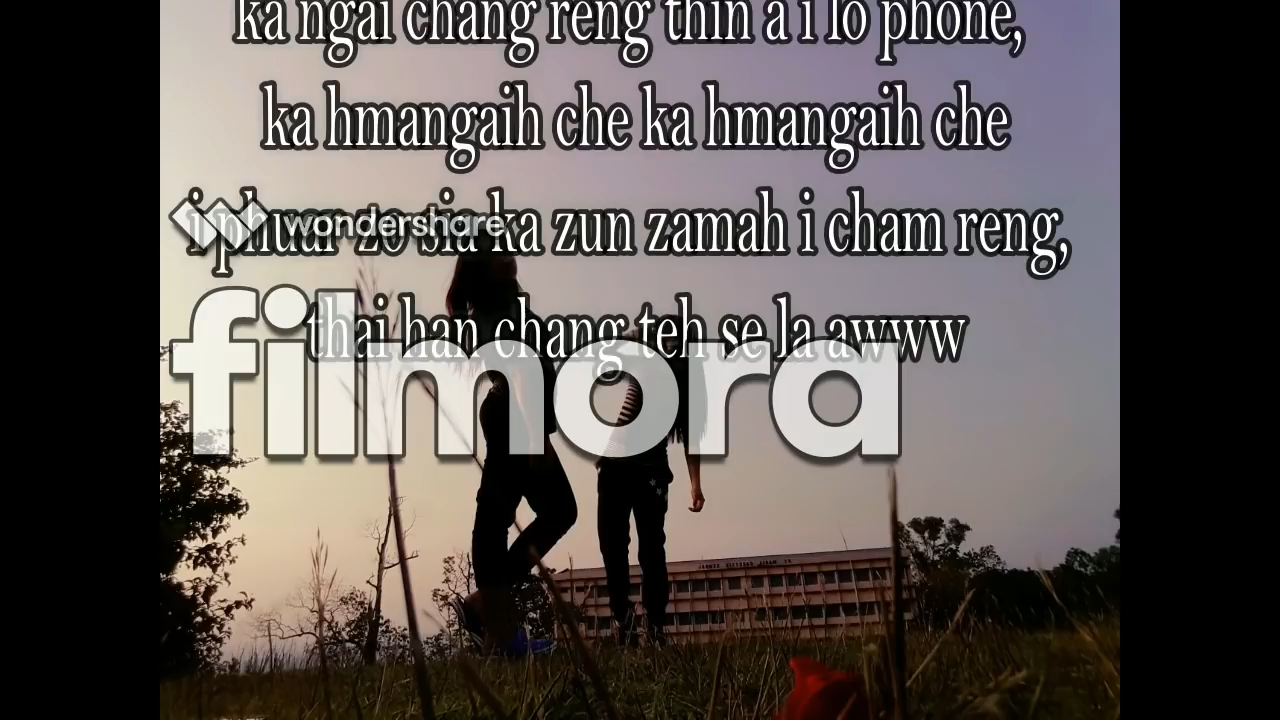 ka ngai chang reng thin a i lo phone,
ka hmangaih che ka hmangaih che
i phuar zo sia ka zun zamah i cham reng,
wondershare
thai han chang teh se la awww
filmora